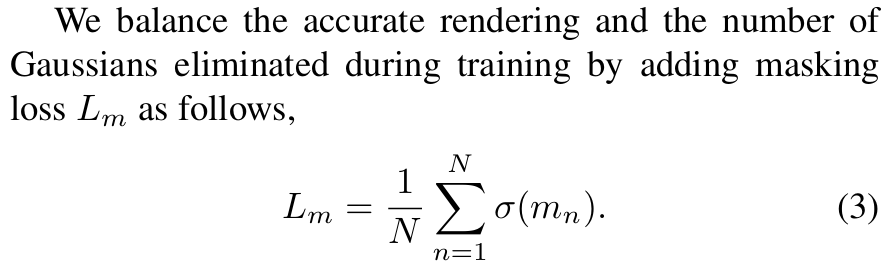 We balance the accurate rendering and the number of
Gaussians eliminated during training by adding masking
loss $L_m$ as follows,
$$L_m = \frac{1}{N} \sum_{n=1}^{N} \sigma(m_n). \quad (3)$$